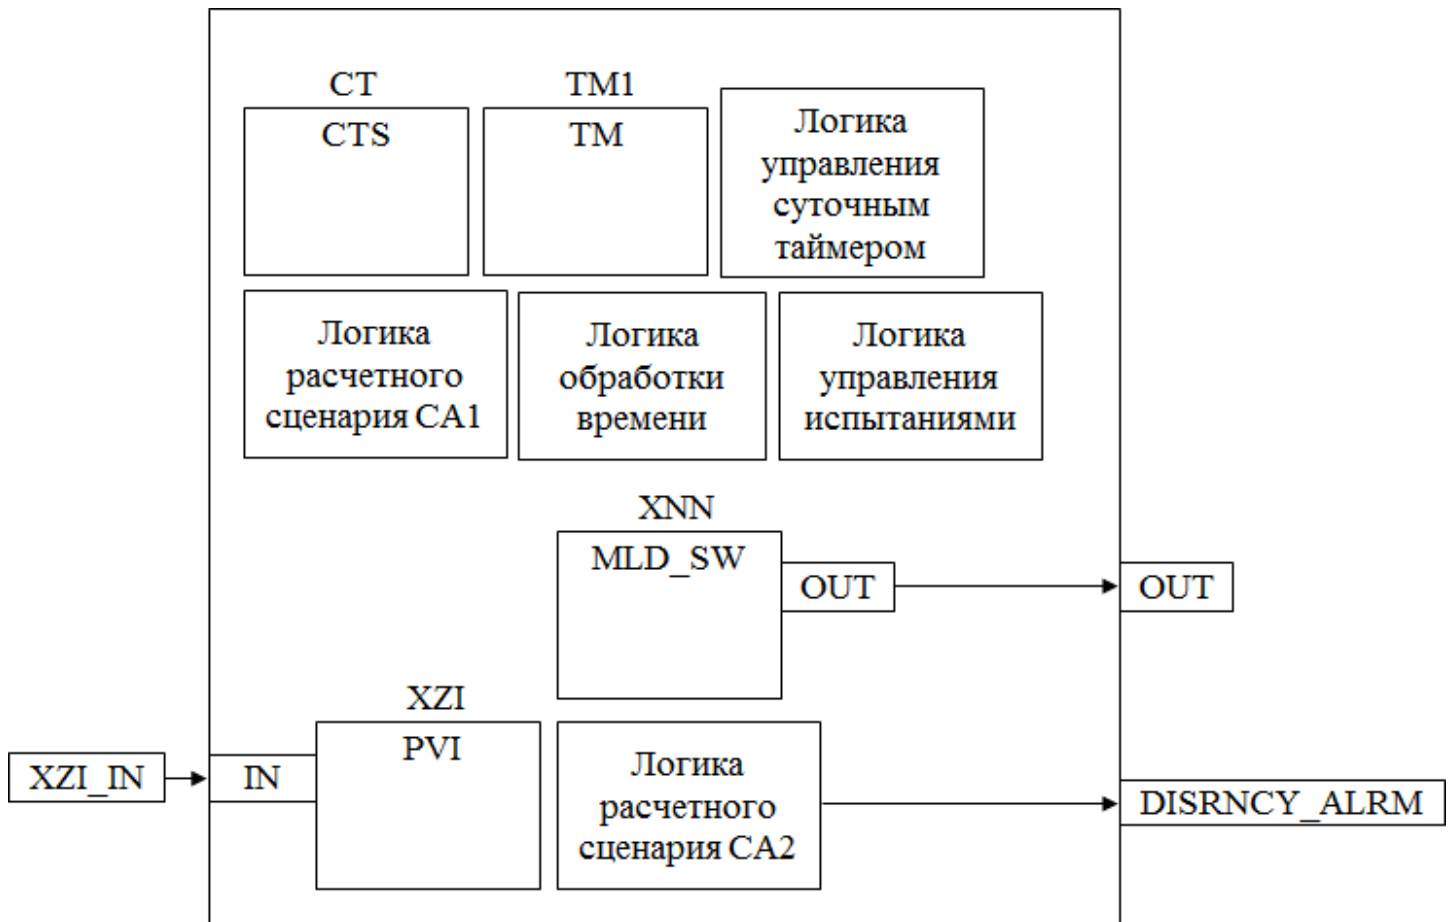 CT
CTS
TM1
TM
Логика
управления
суточным
таймером
Логика
расчетного
сценария CA1
Логика
обработки
времени
Логика
управления
испытаниями
XNN
MLD_SW
OUT
OUT
XZI
PVI
XZI_IN
IN
Логика
расчетного
сценария CA2
DISRNCY_ALRM